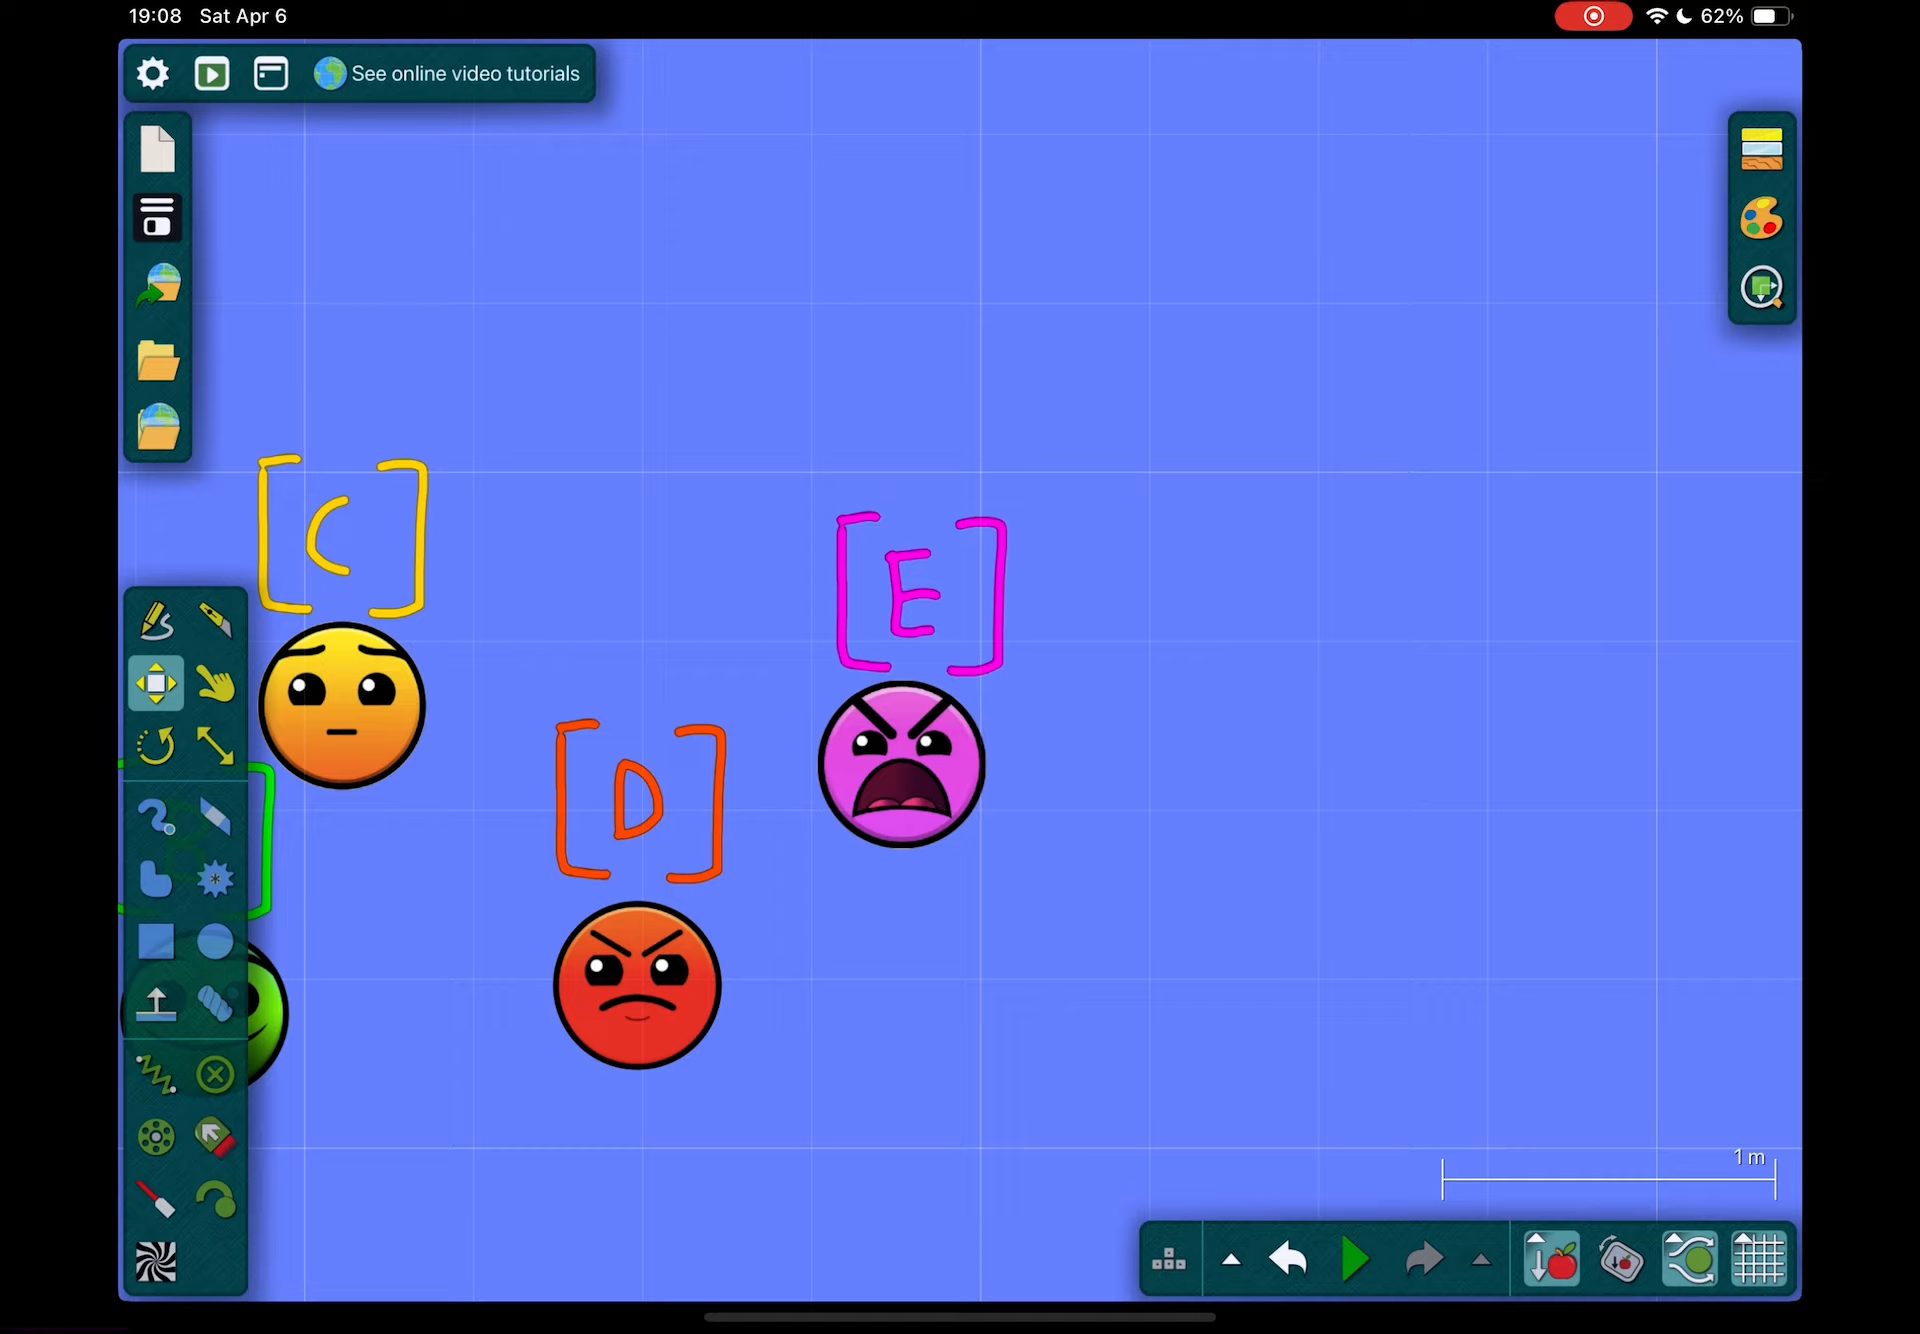 19:08 Sat Apr 6
62%
See online video tutorials
[C]
[E]
[D]
1 m